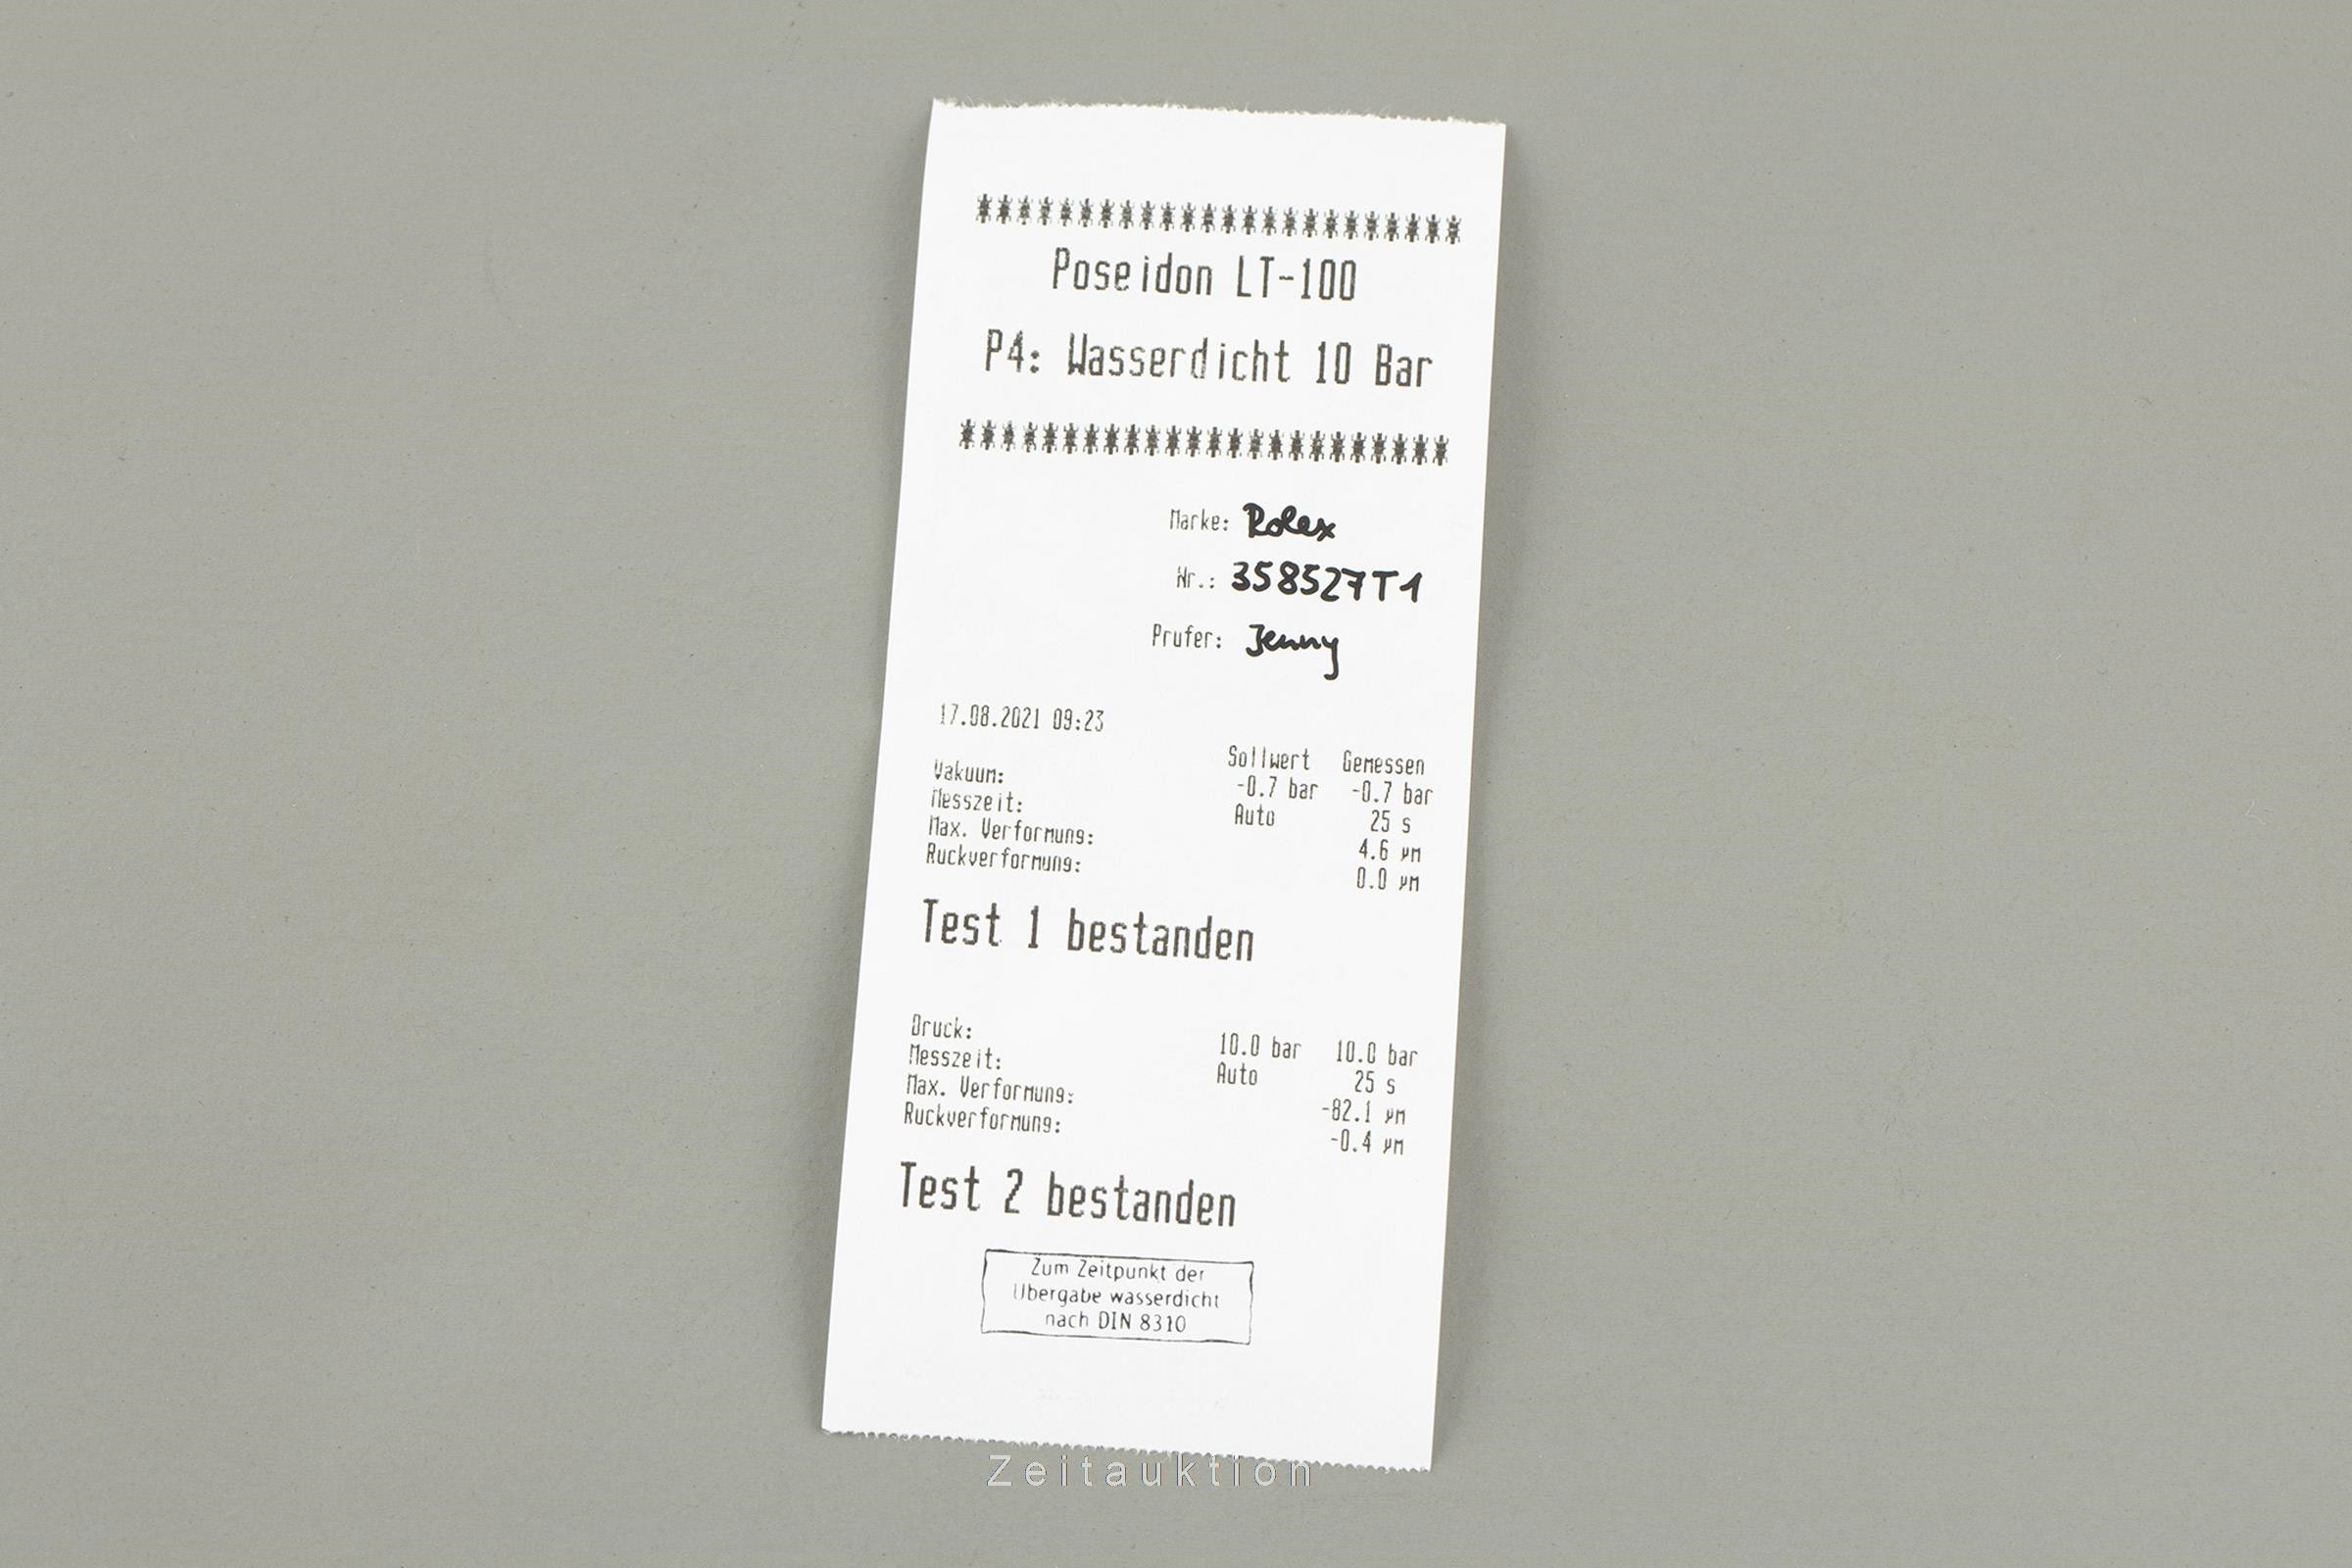 ************************
Poseidon LT-100
P4: Wasserdicht 10 Bar
************************
Marke: Rolex
Nr.: 358527T1
Prufer: Jenny
17.08.2021 09:23
Sollwert Gemessen
Vakuum: -0.7 bar -0.7 bar
Messzeit: Auto 25 s
Max. Verformung: 4.6 µm
Ruckverformung: 0.0 µm
Test 1 bestanden
Druck: 10.0 bar 10.0 bar
Messzeit: Auto 25 s
Max. Verformung: -82.1 µm
Ruckverformung: -0.4 µm
Test 2 bestanden
Zum Zeitpunkt der
Übergabe wasserdicht
nach DIN 8310
Zeitauktion